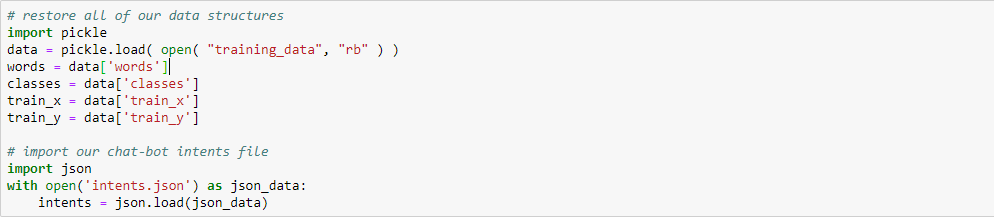 # restore all of our data structures
import pickle
data = pickle.load( open( "training_data", "rb" ) )
words = data['words']
classes = data['classes']
train_x = data['train_x']
train_y = data['train_y']

# import our chat-bot intents file
import json
with open('intents.json') as json_data:
    intents = json.load(json_data)